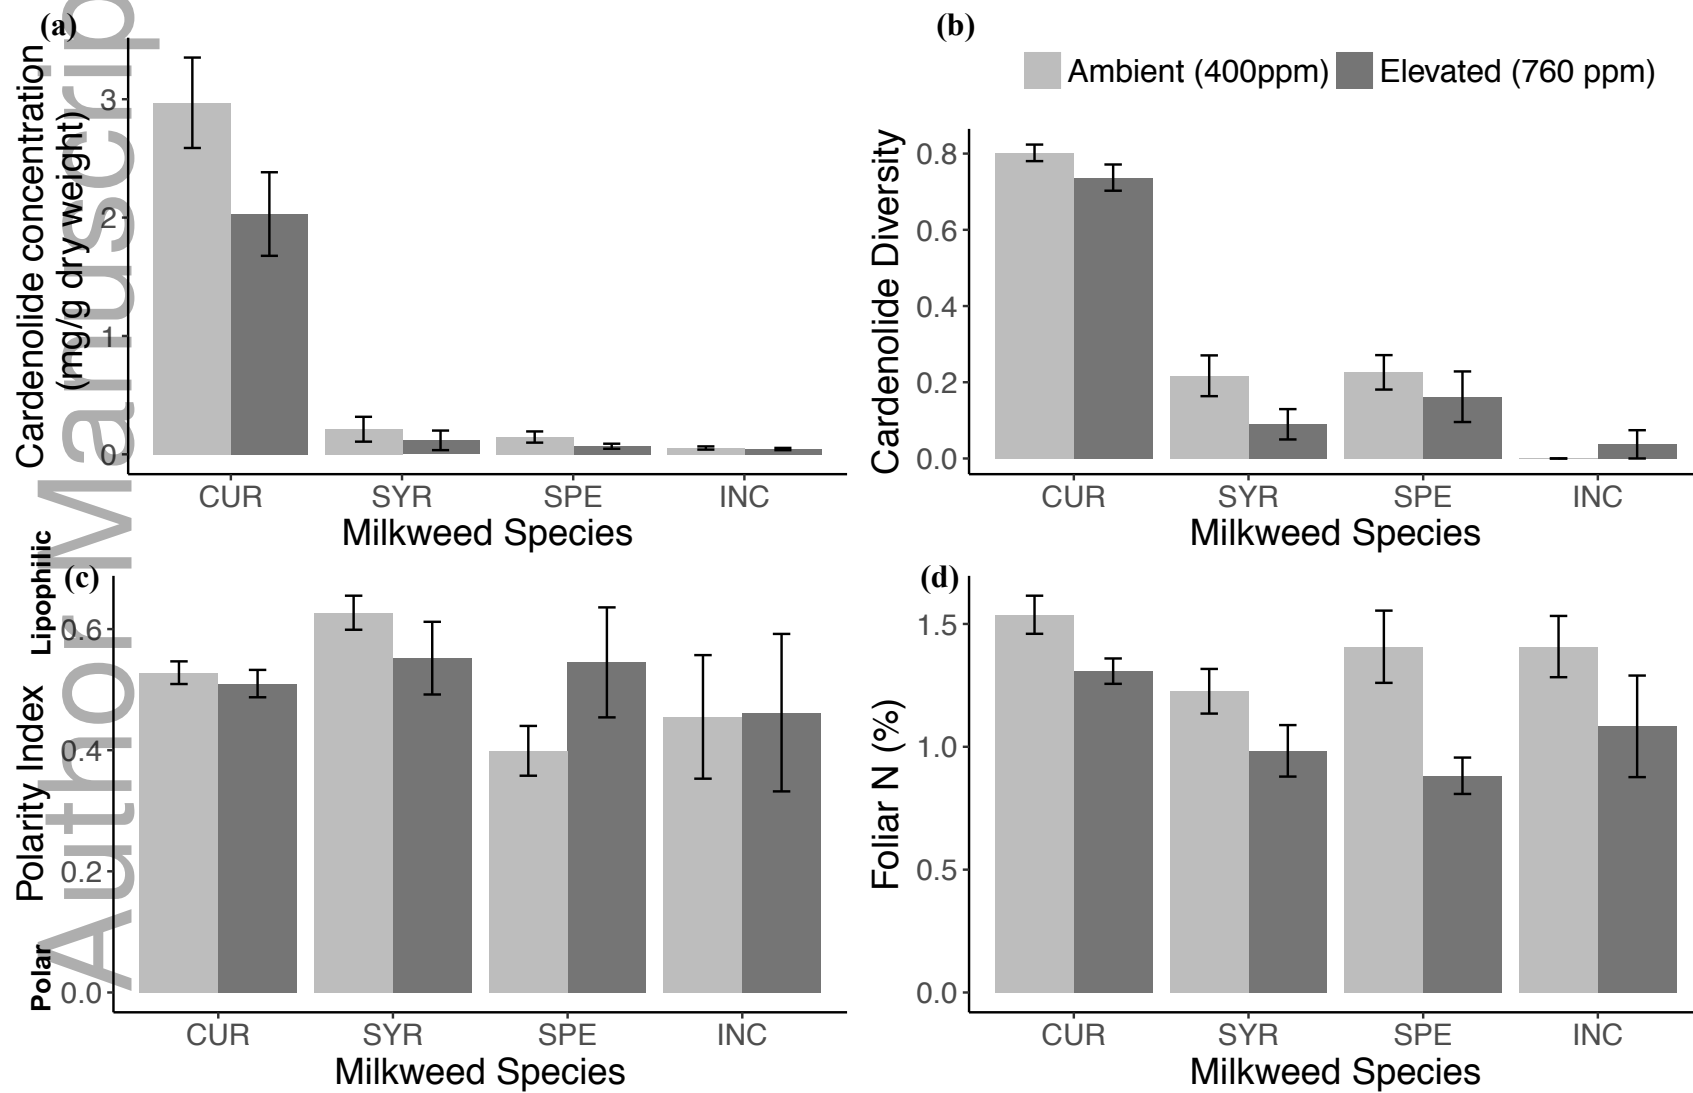 (a)
Cardenolide concentration
(mg/g dry weight)
3
2
1
0
CUR SYR SPE INC
Milkweed Species
(b)
Ambient (400ppm) Elevated (760 ppm)
Cardenolide Diversity
0.8
0.6
0.4
0.2
0.0
CUR SYR SPE INC
Milkweed Species
(c)
Lipophilic
Polarity Index
Polar
0.6
0.4
0.2
0.0
CUR SYR SPE INC
Milkweed Species
(d)
Foliar N (%)
1.5
1.0
0.5
0.0
CUR SYR SPE INC
Milkweed Species
Author Manuscrip